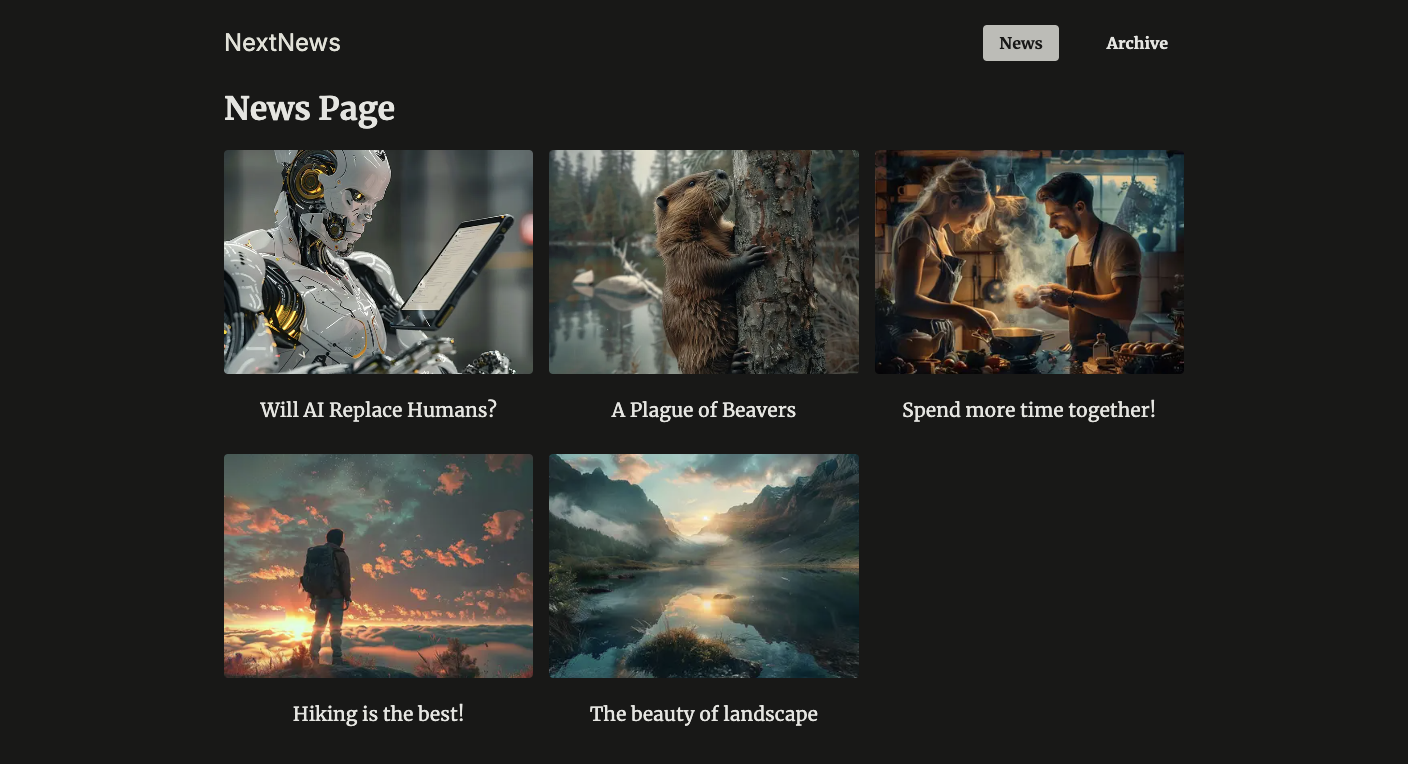 NextNews
News
Archive
News Page
Will AI Replace Humans?
A Plague of Beavers
Spend more time together!
Hiking is the best!
The beauty of landscape